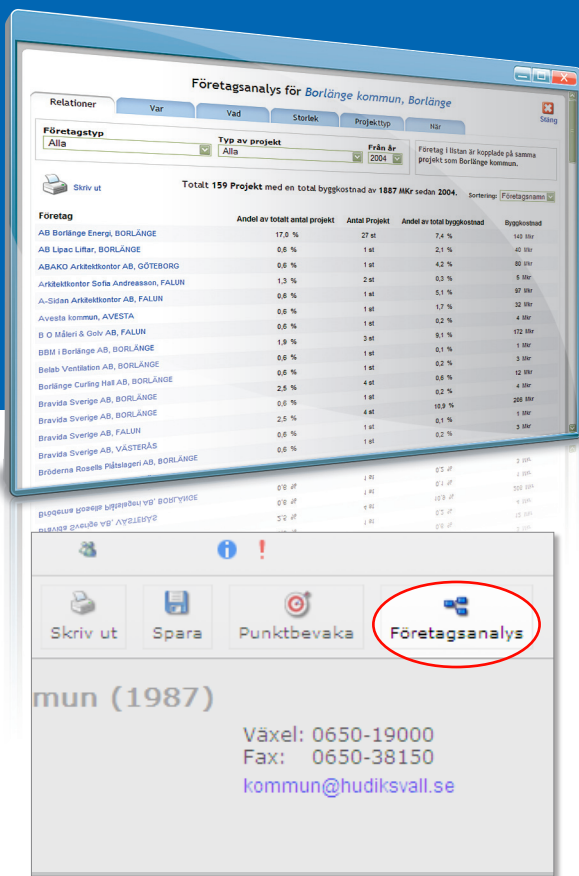 Företagsanalys för Borlänge kommun, Borlänge
Stäng
Relationer Var Vad Storlek Projekttyp När
Företagstyp Typ av projekt Från år
Alla Alla 2004
Företag i listan är kopplade på samma
projekt som Borlänge kommun.
Skriv ut Totalt 159 Projekt med en total byggkostnad av 1887 MKr sedan 2004. Sortering: Företagsnamn
Företag Andel av totalt antal projekt Antal Projekt Andel av total byggkostnad Byggkostnad
AB Borlänge Energi, BORLÄNGE 17,0 % 27 st 7,4 % 140 Mkr
AB Lipac Liftar, BORLÄNGE 0,6 % 1 st 2,1 % 40 Mkr
ABAKO Arkitektkontor AB, GÖTEBORG 0,6 % 1 st 4,2 % 80 Mkr
Arkitektkontor Sofia Andreasson, FALUN 1,3 % 2 st 0,3 % 5 Mkr
A-Sidan Arkitektkontor AB, FALUN 0,6 % 1 st 5,1 % 97 Mkr
Avesta kommun, AVESTA 0,6 % 1 st 1,7 % 32 Mkr
B O Måleri & Golv AB, FALUN 0,6 % 1 st 0,2 % 4 Mkr
BBM i Borlänge AB, BORLÄNGE 1,9 % 3 st 9,1 % 172 Mkr
Belab Ventilation AB, BORLÄNGE 0,6 % 1 st 0,1 % 1 Mkr
Borlänge Curling Hall AB, BORLÄNGE 0,6 % 1 st 0,2 % 3 Mkr
Bravida Sverige AB, BORLÄNGE 2,5 % 4 st 0,6 % 12 Mkr
Bravida Sverige AB, BORLÄNGE 0,6 % 1 st 0,2 % 4 Mkr
Bravida Sverige AB, FALUN 2,5 % 4 st 10,9 % 206 Mkr
Bravida Sverige AB, VÄSTERÅS 0,6 % 1 st 0,1 % 1 Mkr
Bröderna Rosells Plåtslageri AB, BORLÄNGE 0,6 % 1 st 0,2 % 3 Mkr
Skriv ut Spara Punktbevaka Företagsanalys
mun (1987)
Växel: 0650-19000
Fax: 0650-38150
kommun@hudiksvall.se